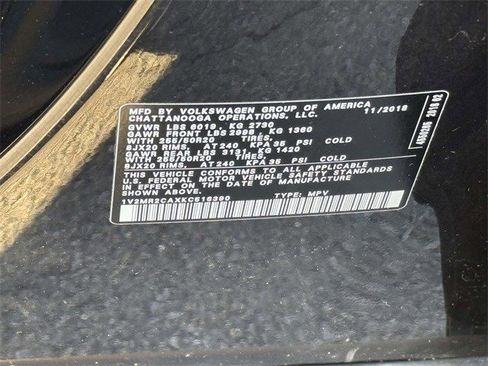 MFD BY VOLKSWAGEN GROUP OF AMERICA
CHATTANOOGA OPERATIONS, LLC. 11/2018
GVWR LBS 6019 , KG 2730
GAWR FRONT LBS 2998 , KG 1360
WITH 255/50R20 TIRES,
8JX20 RIMS, AT 240 KPA 35 PSI COLD
GAWR REAR LBS 3131 , KG 1420
WITH 255/50R20 TIRES,
8JX20 RIMS, AT 240 KPA 35 PSI COLD
THIS VEHICLE CONFORMS TO ALL APPLICABLE
U.S. FEDERAL MOTOR VEHICLE SAFETY STANDARDS
IN EFFECT ON THE DATE OF MANUFACTURE
SHOWN ABOVE.
1V2MR2CAXKC516390 TYPE: MPV
2018 02